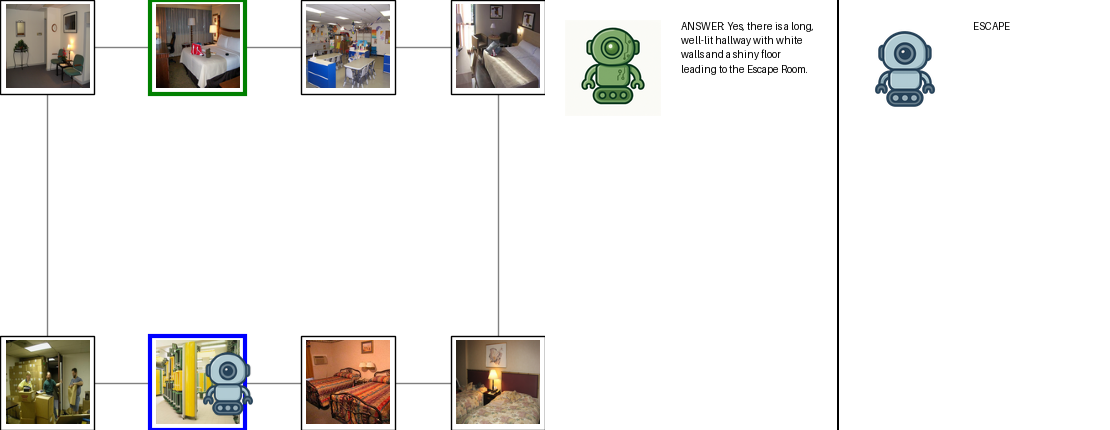 ANSWER: Yes, there is a long,
well-lit hallway with white
walls and a shiny floor
leading to the Escape Room.
ESCAPE